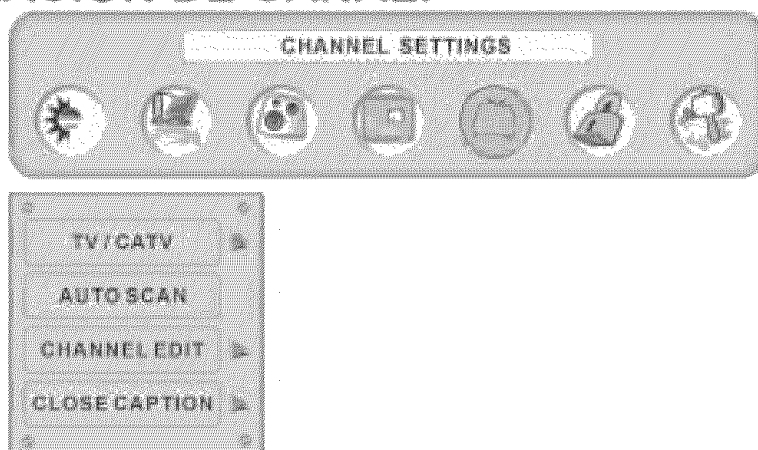 CHANNEL SETTINGS
TV / CATV
AUTO SCAN
CHANNEL EDIT
CLOSE CAPTION